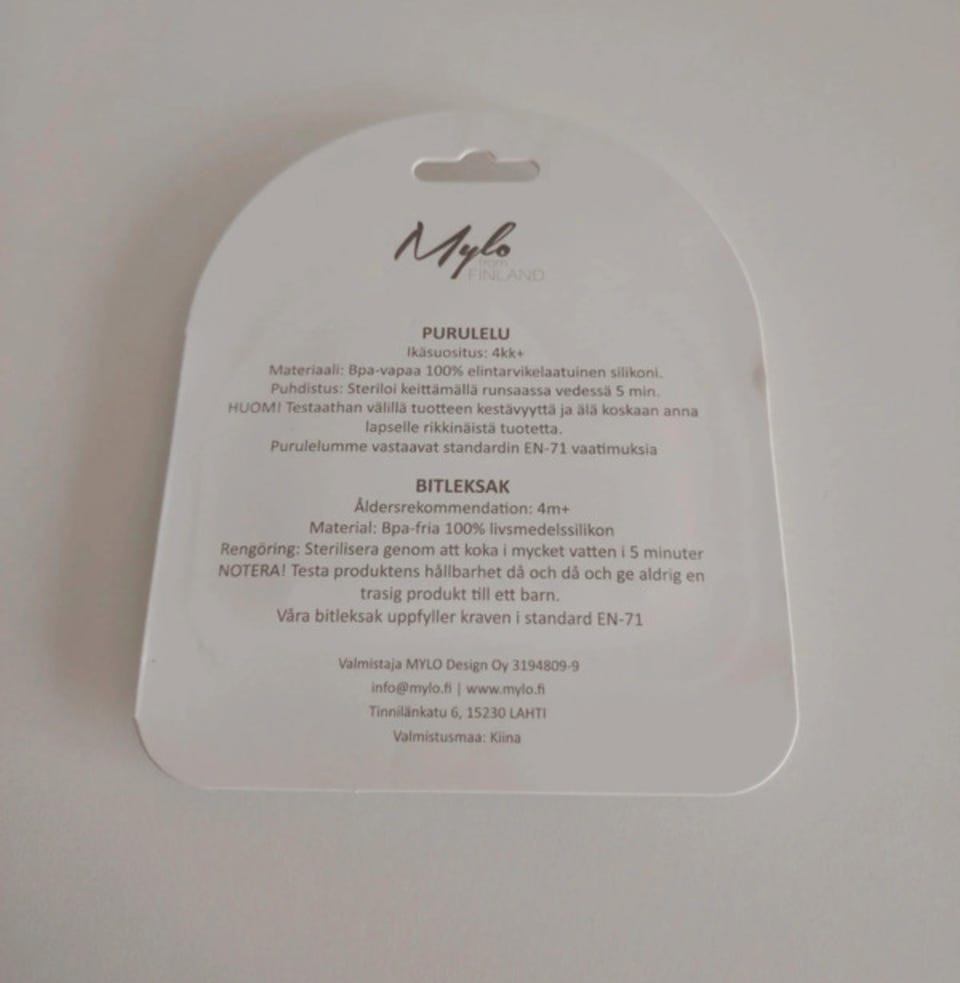 Mylo
from
FINLAND
PURULELU
Ikäsuositus: 4kk+
Materiaali: Bpa-vapaa 100% elintarvikelaatuinen silikoni.
Puhdistus: Steriloi keittämällä runsaassa vedessä 5 min.
HUOM! Testaathan välillä tuotteen kestävyyttä ja älä koskaan anna
lapselle rikkinäistä tuotetta.
Purulelumme vastaavat standardin EN-71 vaatimuksia
BITLEKSAK
Åldersrekommendation: 4m+
Material: Bpa-fria 100% livsmedelssilikon
Rengöring: Sterilisera genom att koka i mycket vatten i 5 minuter
NOTERA! Testa produktens hållbarhet då och då och ge aldrig en
trasig produkt till ett barn.
Våra bitleksak uppfyller kraven i standard EN-71
Valmistaja MYLO Design Oy 3194809-9
info@mylo.fi | www.mylo.fi
Tinnilänkatu 6, 15230 LAHTI
Valmistusmaa: Kiina